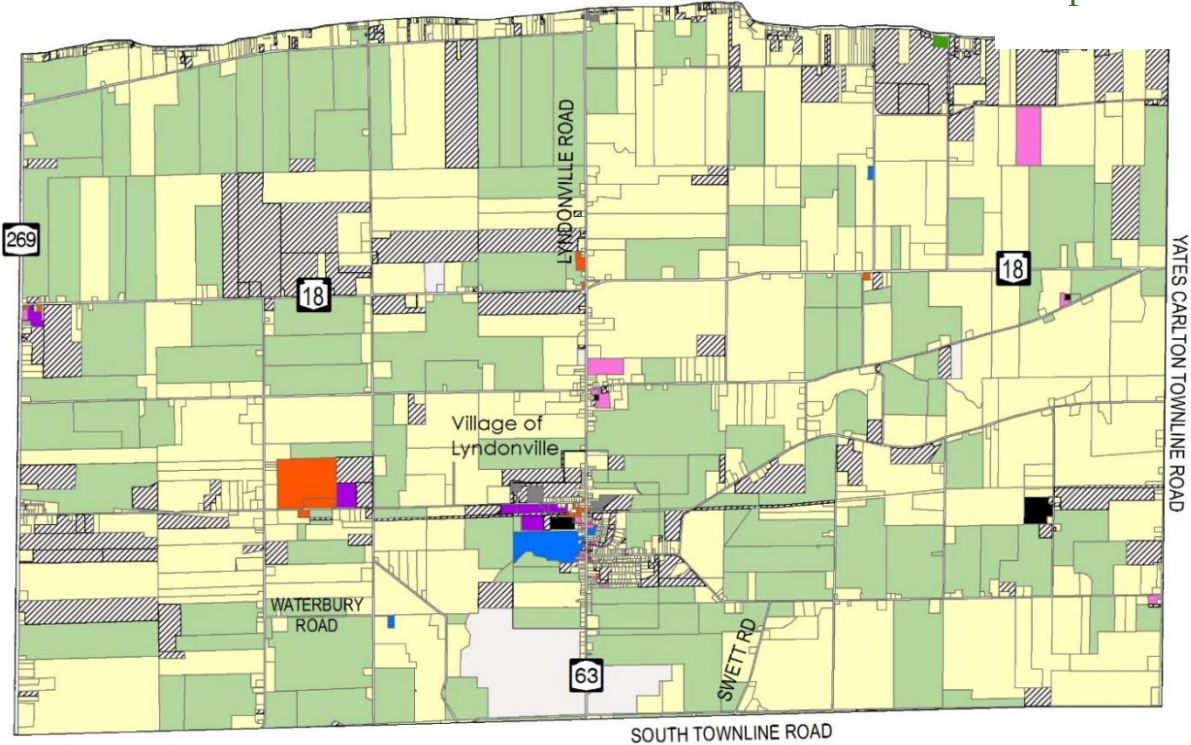 LYNDONVILLE ROAD
269
18
18
YATES CARLTON TOWNLINE ROAD
Village of
Lyndonville
WATERBURY
ROAD
63
SWETT RD
SOUTH TOWNLINE ROAD